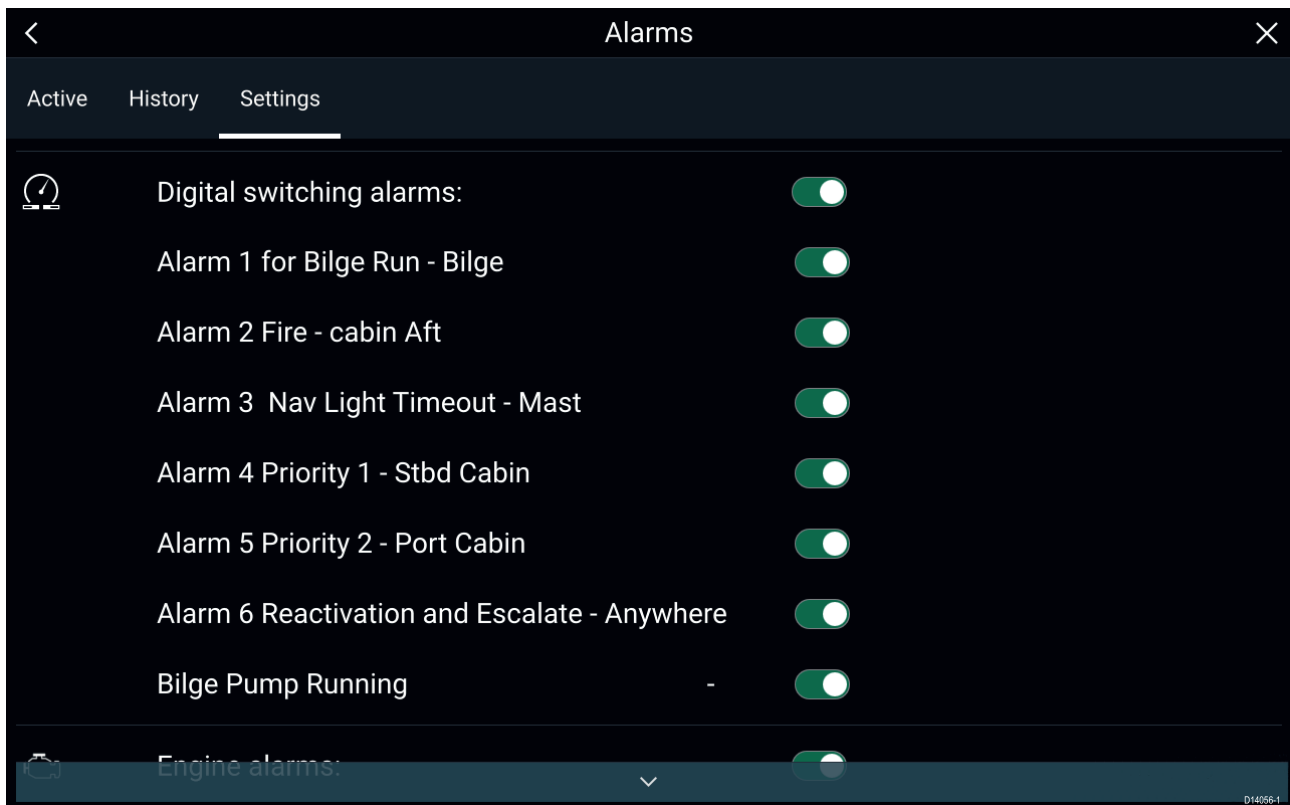 Alarms
Active History Settings
Digital switching alarms:
Alarm 1 for Bilge Run - Bilge
Alarm 2 Fire - cabin Aft
Alarm 3  Nav Light Timeout - Mast
Alarm 4 Priority 1 - Stbd Cabin
Alarm 5 Priority 2 - Port Cabin
Alarm 6 Reactivation and Escalate - Anywhere
Bilge Pump Running -
Engine alarms:
D14056-1